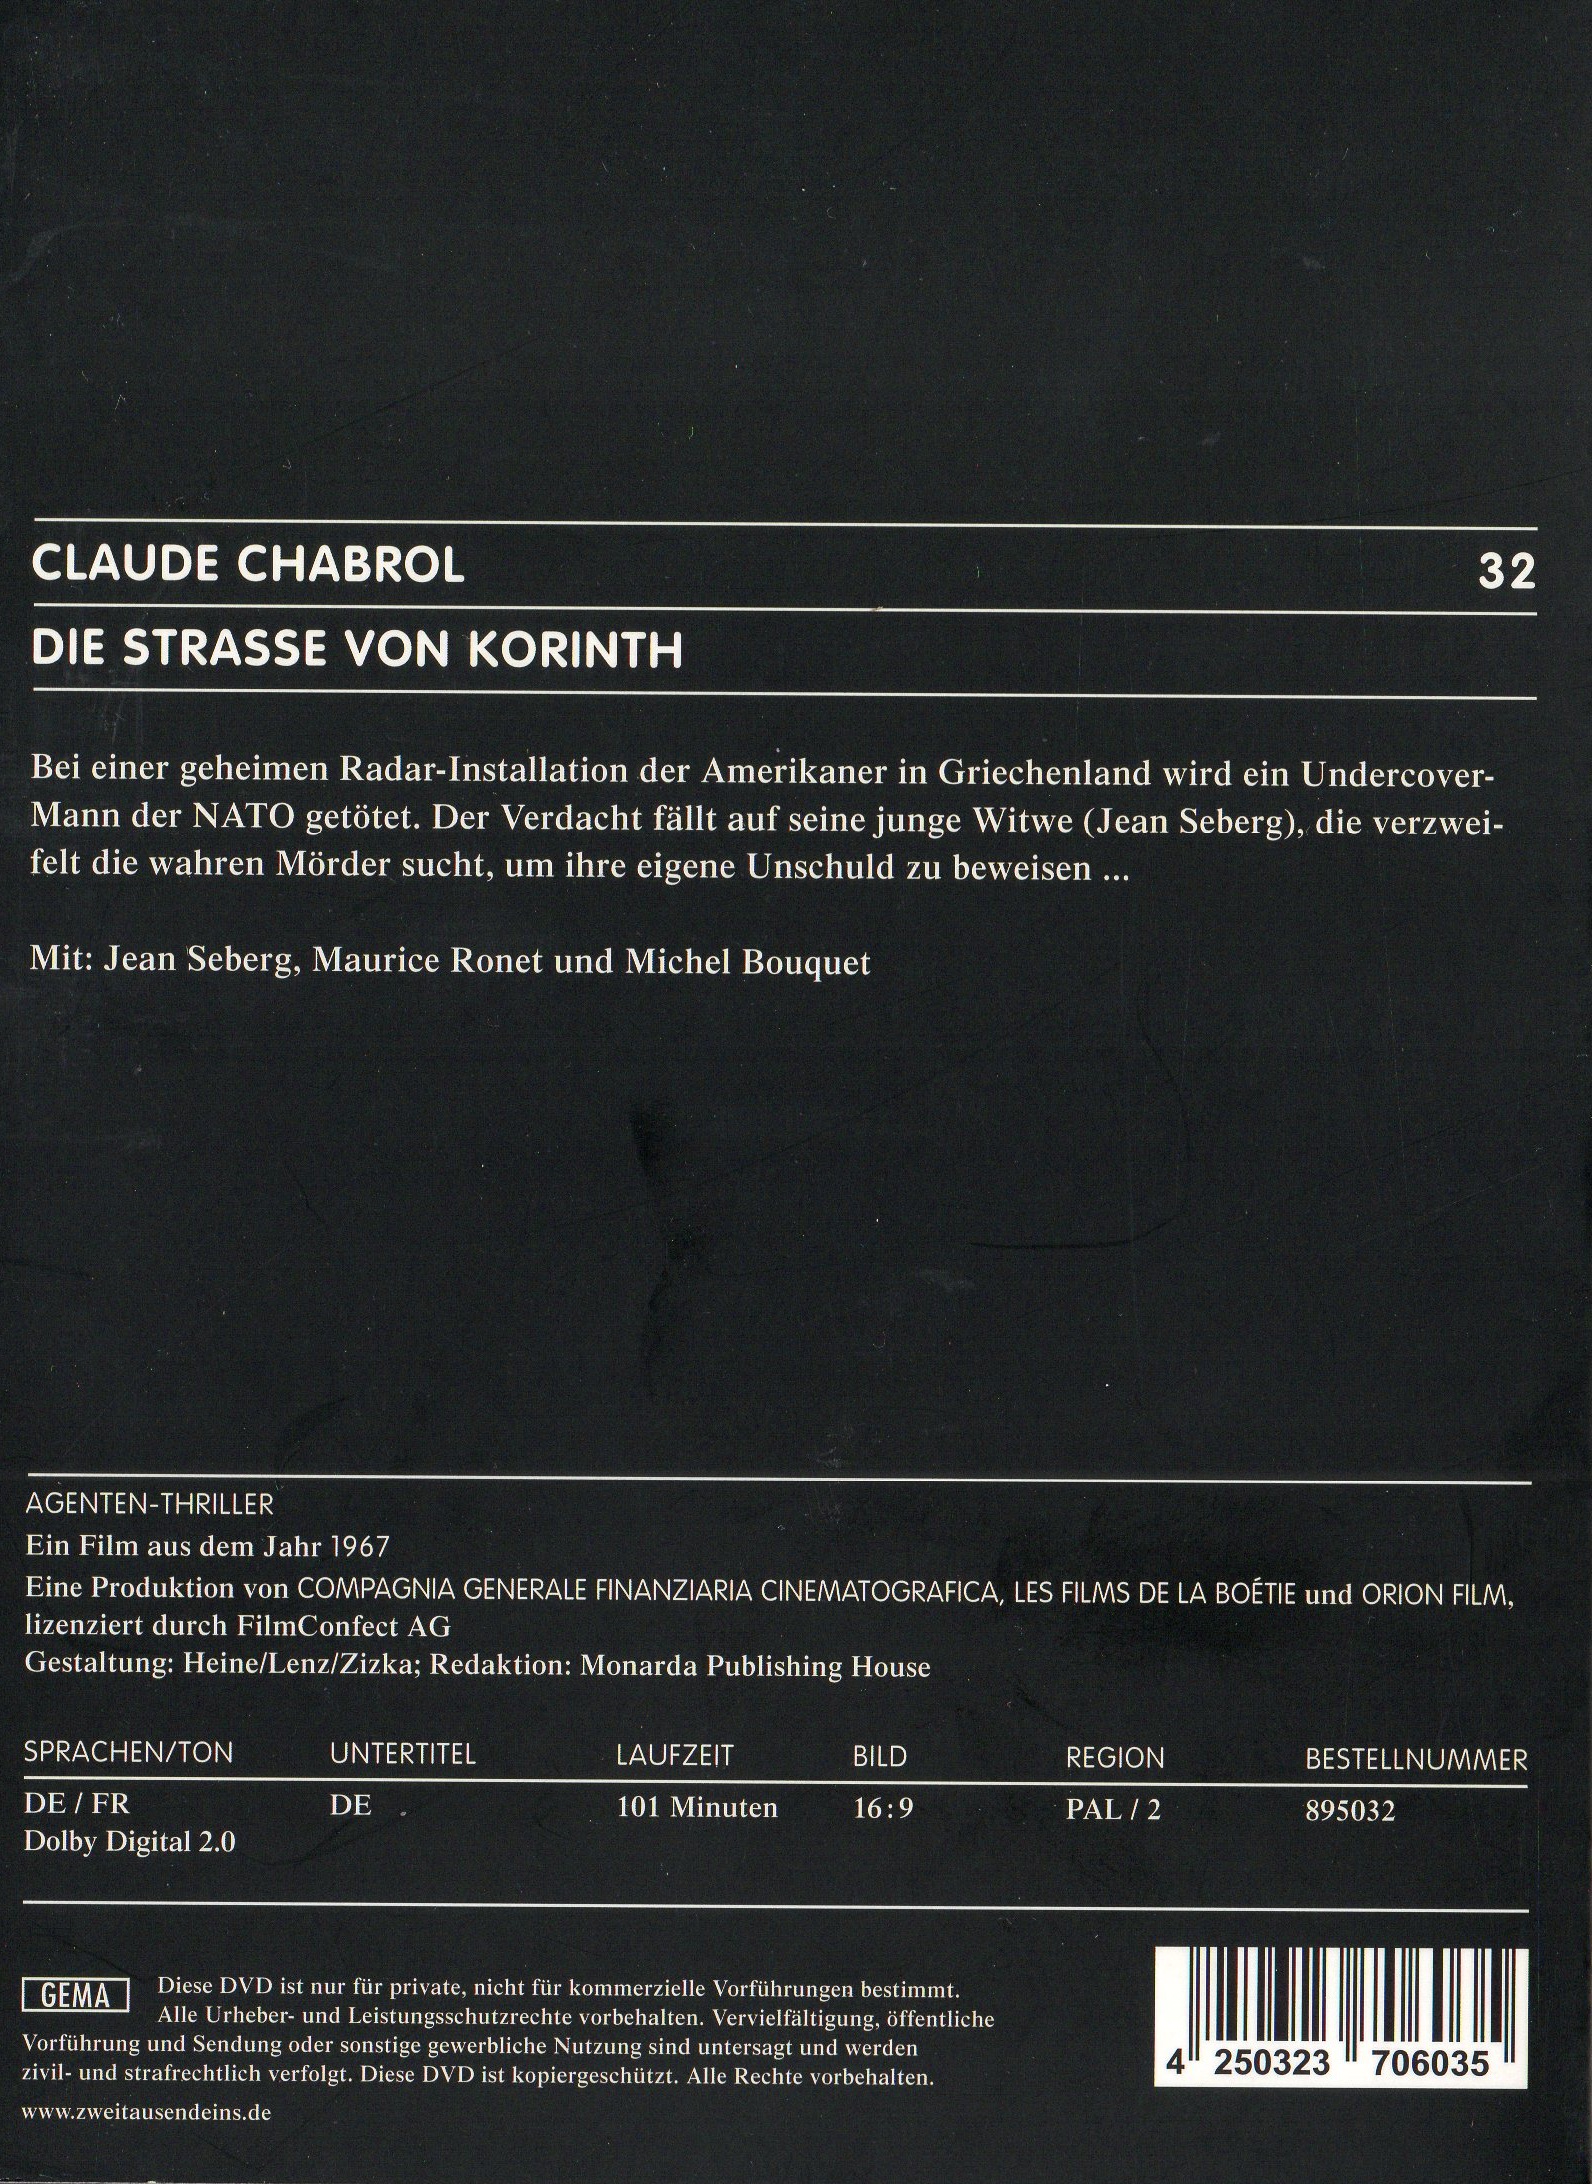 CLAUDE CHABROL 32
DIE STRASSE VON KORINTH
Bei einer geheimen Radar-Installation der Amerikaner in Griechenland wird ein Undercover-
Mann der NATO getötet. Der Verdacht fällt auf seine junge Witwe (Jean Seberg), die verzwei-
felt die wahren Mörder sucht, um ihre eigene Unschuld zu beweisen ...
Mit: Jean Seberg, Maurice Ronet und Michel Bouquet
AGENTEN-THRILLER
Ein Film aus dem Jahr 1967
Eine Produktion von COMPAGNIA GENERALE FINANZIARIA CINEMATOGRAFICA, LES FILMS DE LA BOÉTIE und ORION FILM,
lizenziert durch FilmConfect AG
Gestaltung: Heine/Lenz/Zizka; Redaktion: Monarda Publishing House
SPRACHEN/TON UNTERTITEL LAUFZEIT BILD REGION BESTELLNUMMER
DE / FR DE 101 Minuten 16:9 PAL / 2 895032
Dolby Digital 2.0
GEMA Diese DVD ist nur für private, nicht für kommerzielle Vorführungen bestimmt.
Alle Urheber- und Leistungsschutzrechte vorbehalten. Vervielfältigung, öffentliche
Vorführung und Sendung oder sonstige gewerbliche Nutzung sind untersagt und werden
zivil- und strafrechtlich verfolgt. Diese DVD ist kopiergeschützt. Alle Rechte vorbehalten.
www.zweitausendeins.de
4 250323 706035